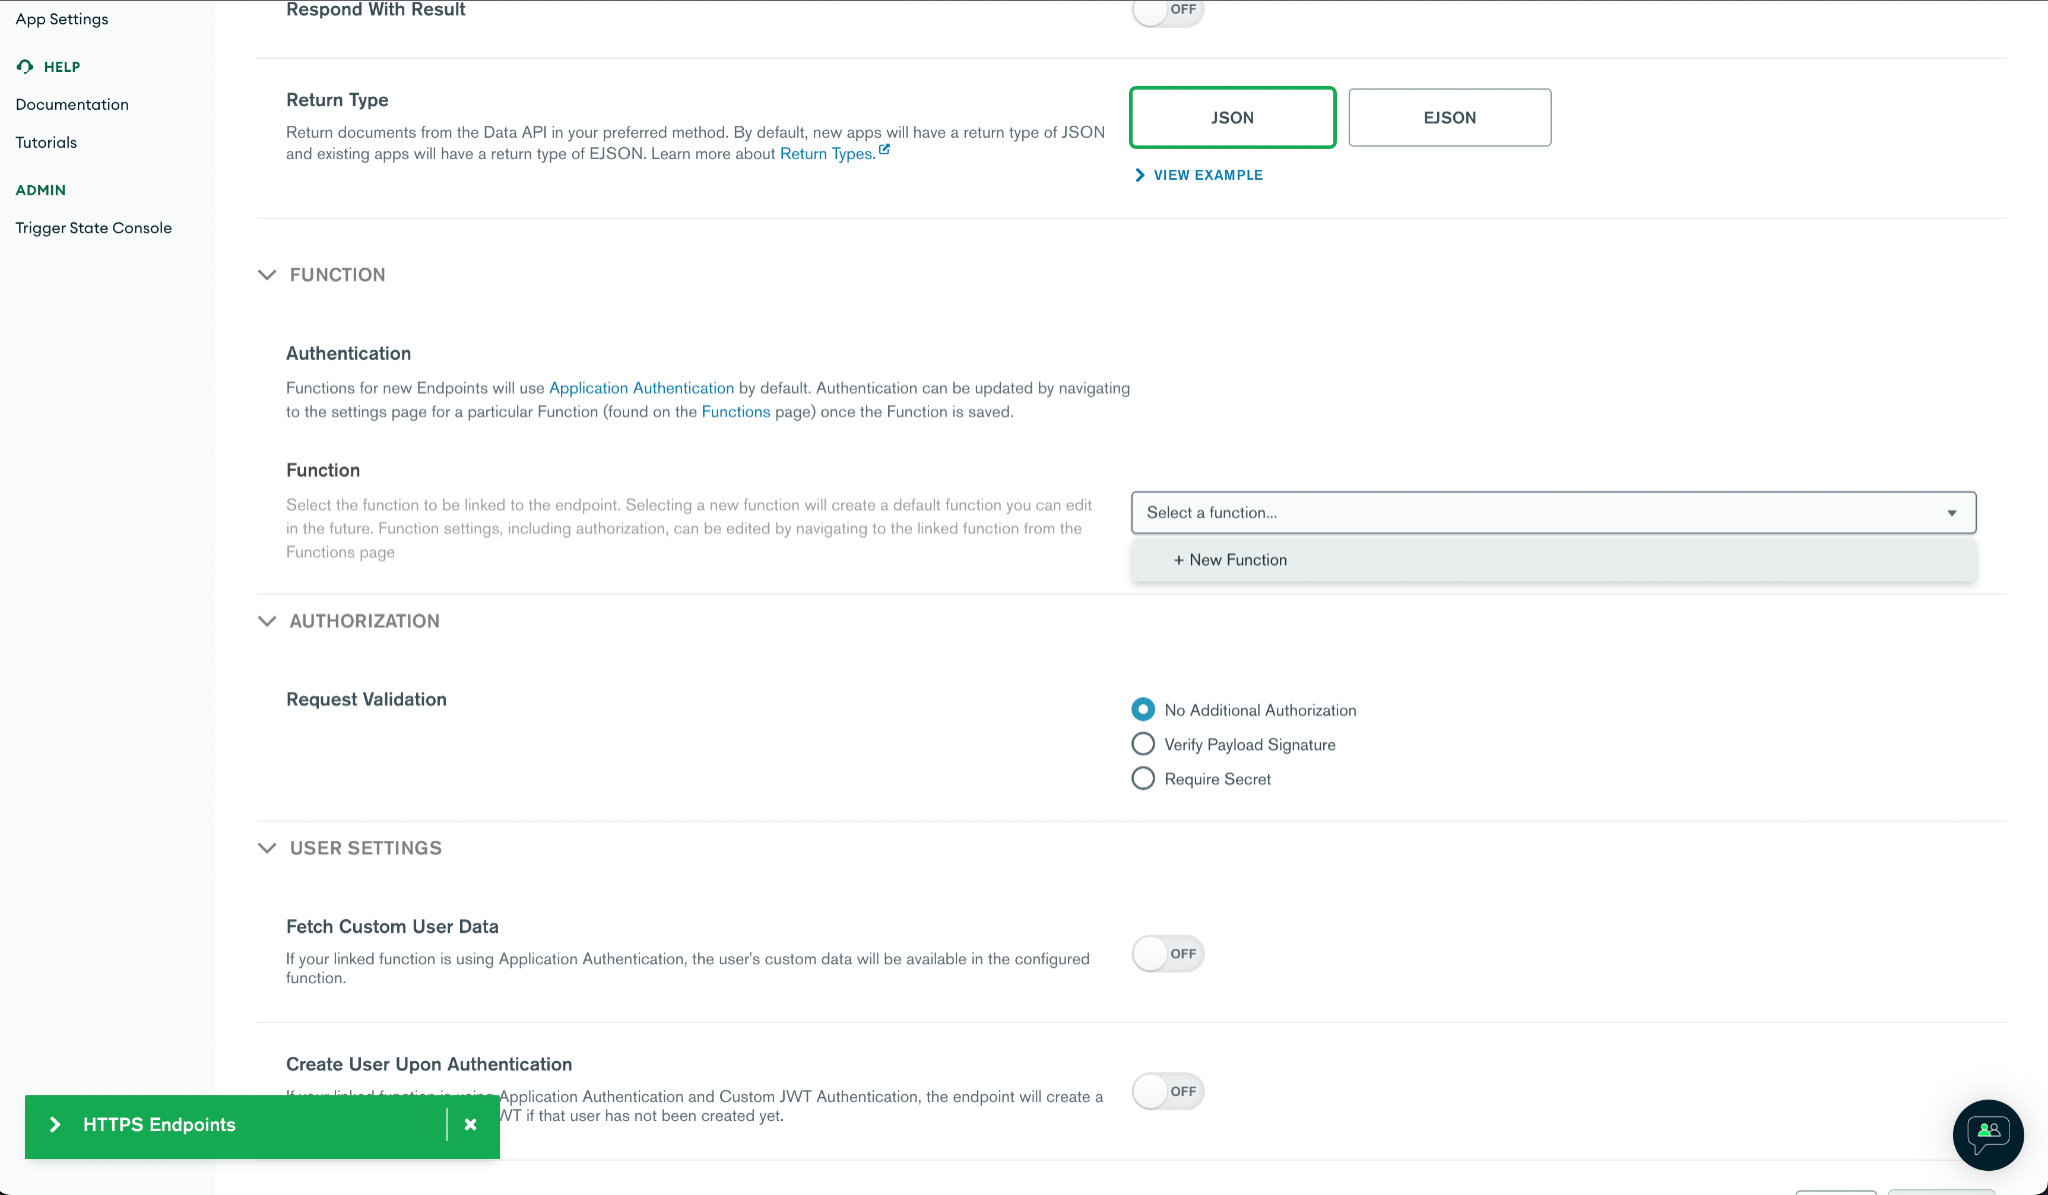 App Settings
HELP
Documentation
Tutorials
ADMIN
Trigger State Console
Respond With Result
OFF
Return Type
Return documents from the Data API in your preferred method. By default, new apps will have a return type of JSON
and existing apps will have a return type of EJSON. Learn more about Return Types.
JSON
EJSON
VIEW EXAMPLE
FUNCTION
Authentication
Functions for new Endpoints will use Application Authentication by default. Authentication can be updated by navigating
to the settings page for a particular Function (found on the Functions page) once the Function is saved.
Function
Select the function to be linked to the endpoint. Selecting a new function will create a default function you can edit
in the future. Function settings, including authorization, can be edited by navigating to the linked function from the
Functions page
Select a function...
+ New Function
AUTHORIZATION
Request Validation
No Additional Authorization
Verify Payload Signature
Require Secret
USER SETTINGS
Fetch Custom User Data
If your linked function is using Application Authentication, the user's custom data will be available in the configured
function.
OFF
Create User Upon Authentication
If your linked function is using Application Authentication and Custom JWT Authentication, the endpoint will create a
WT if that user has not been created yet.
OFF
HTTPS Endpoints